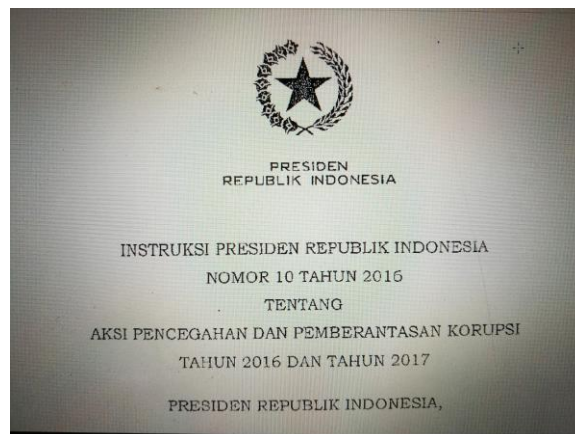 PRESIDEN
REPUBLIK INDONESIA
INSTRUKSI PRESIDEN REPUBLIK INDONESIA
NOMOR 10 TAHUN 2016
TENTANG
AKSI PENCEGAHAN DAN PEMBERANTASAN KORUPSI
TAHUN 2016 DAN TAHUN 2017
PRESIDEN REPUBLIK INDONESIA,